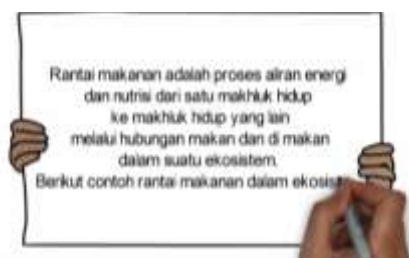 Rantai makanan adalah proses aliran energi
dan nutrisi dari satu makhluk hidup
ke makhluk hidup yang lain
melalui hubungan makan dan di makan
dalam suatu ekosistem.
Berikut contoh rantai makanan dalam ekosiste